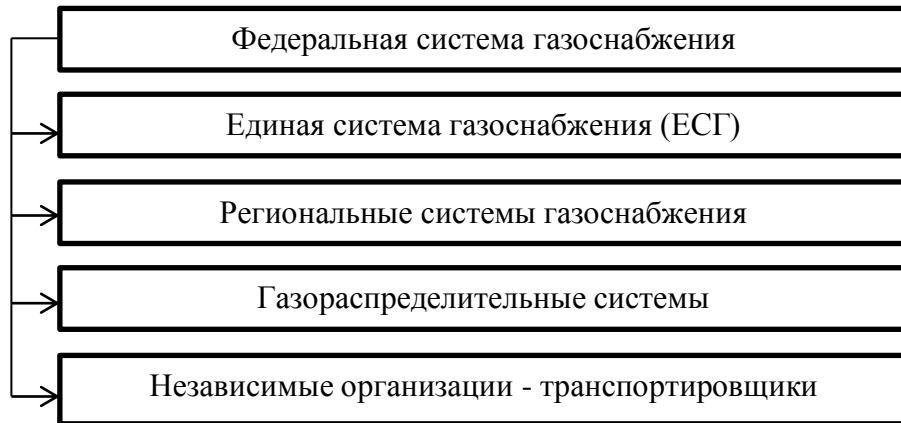 Федеральная система газоснабжения
Единая система газоснабжения (ЕСГ)
Региональные системы газоснабжения
Газораспределительные системы
Независимые организации - транспортировщики